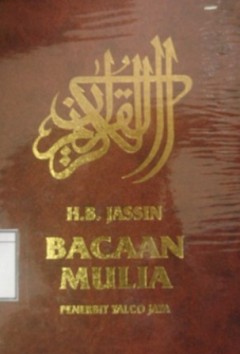 القرآن الكريم
H.B. JASSIN
BACAAN
MULIA
PENERBIT YALCO JAYA